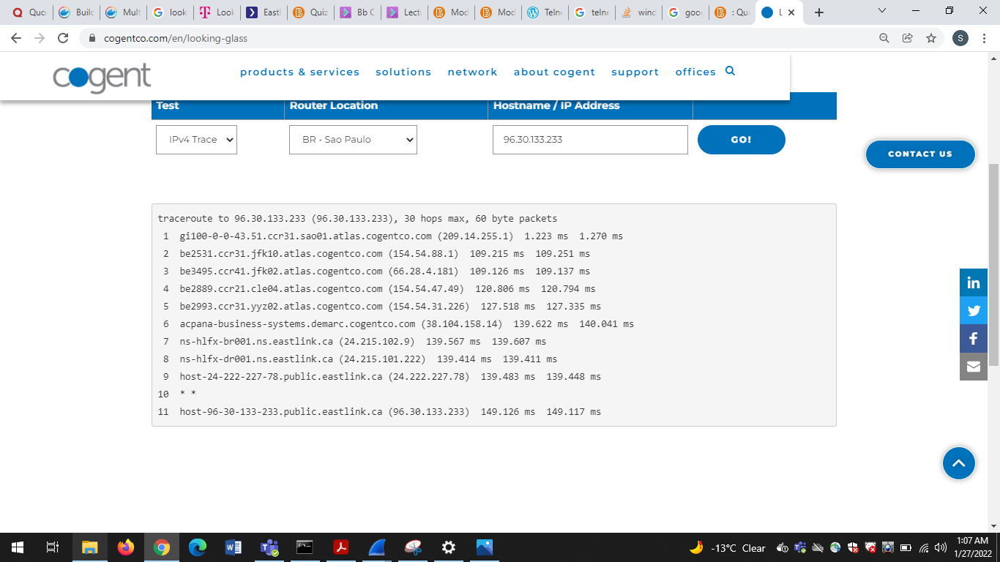 Quo
Build
Mult
look
Look
Eastl
Quiz
Bb C
Lect
Mod
Mod
Telne
telne
winc
goo
: Qui
L
cogentco.com/en/looking-glass
S
cogent
products & services
solutions
network
about cogent
support
offices
Test
Router Location
Hostname / IP Address
IPv4 Trace
BR - Sao Paulo
96.30.133.233
GO!
CONTACT US
traceroute to 96.30.133.233 (96.30.133.233), 30 hops max, 60 byte packets
1 gi100-0-0-43.51.ccr31.sao01.atlas.cogentco.com (209.14.255.1) 1.223 ms 1.270 ms
2 be2531.ccr31.jfk10.atlas.cogentco.com (154.54.88.1) 109.215 ms 109.251 ms
3 be3495.ccr41.jfk02.atlas.cogentco.com (66.28.4.181) 109.126 ms 109.137 ms
4 be2889.ccr21.cle04.atlas.cogentco.com (154.54.47.49) 120.806 ms 120.794 ms
5 be2993.ccr31.yyz02.atlas.cogentco.com (154.54.31.226) 127.518 ms 127.335 ms
6 acpana-business-systems.demarc.cogentco.com (38.104.158.14) 139.622 ms 140.041 ms
7 ns-hlfx-br001.ns.eastlink.ca (24.215.102.9) 139.567 ms 139.607 ms
8 ns-hlfx-dr001.ns.eastlink.ca (24.215.101.222) 139.414 ms 139.411 ms
9 host-24-222-227-78.public.eastlink.ca (24.222.227.78) 139.483 ms 139.448 ms
10 * *
11 host-96-30-133-233.public.eastlink.ca (96.30.133.233) 149.126 ms 149.117 ms
in
f
-13°C Clear
1:07 AM
1/27/2022